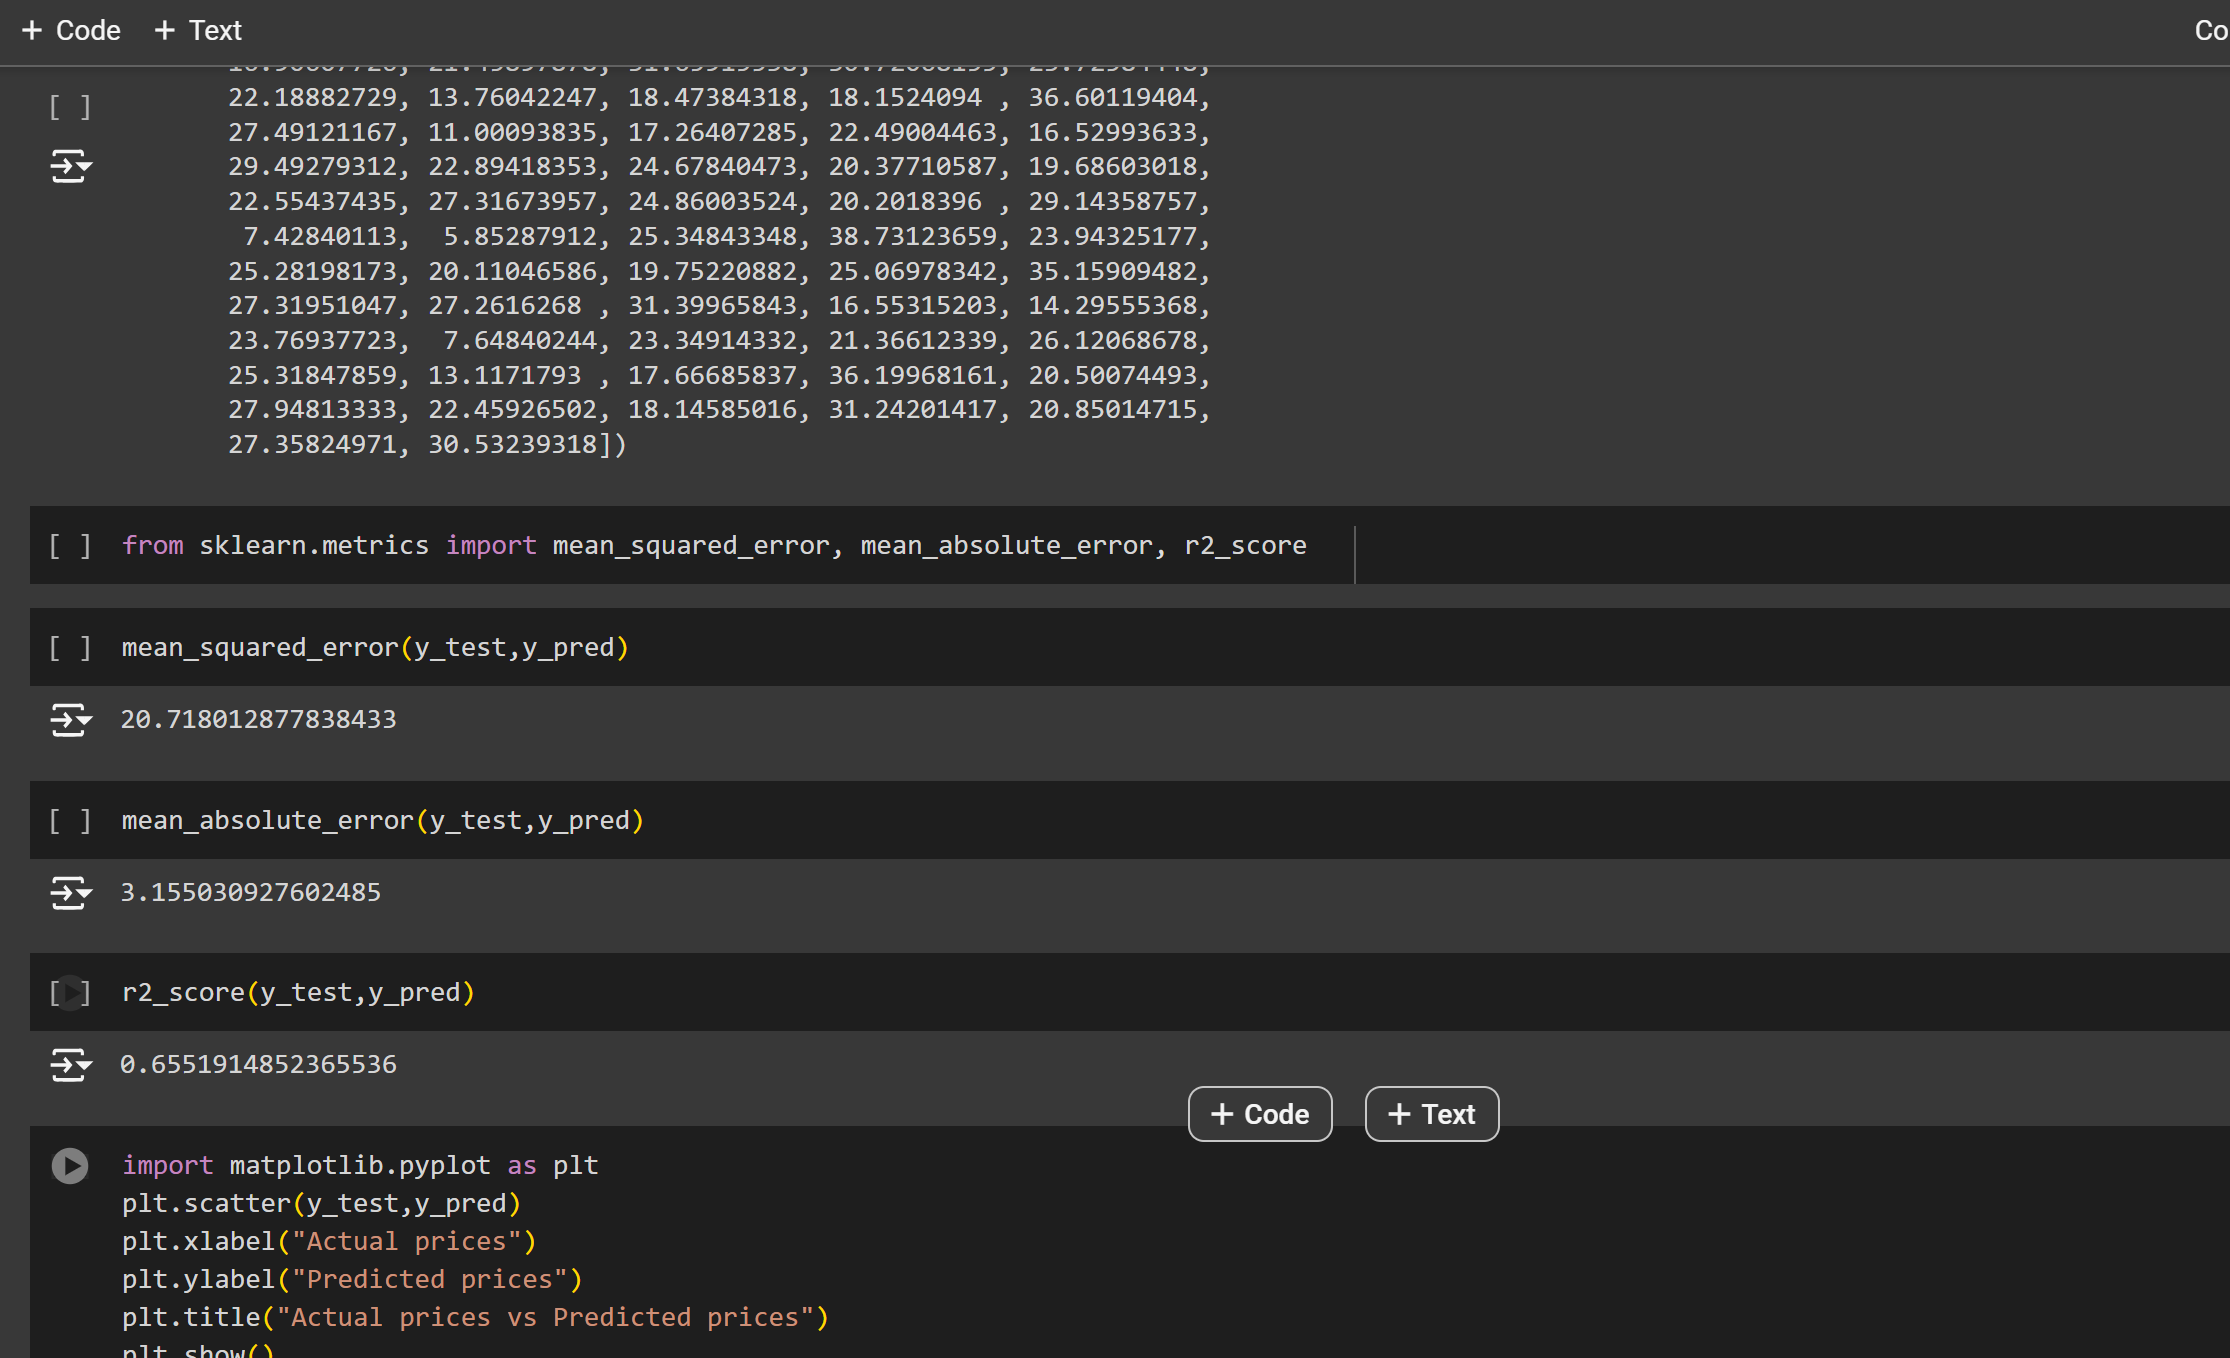 + Code + Text
Co
[ ]
22.18882729, 13.76042247, 18.47384318, 18.1524094 , 36.60119404,
27.49121167, 11.00093835, 17.26407285, 22.49004463, 16.52993633,
29.49279312, 22.89418353, 24.67840473, 20.37710587, 19.68603018,
22.55437435, 27.31673957, 24.86003524, 20.2018396 , 29.14358757,
7.42840113, 5.85287912, 25.34843348, 38.73123659, 23.94325177,
25.28198173, 20.11046586, 19.75220882, 25.06978342, 35.15909482,
27.31951047, 27.2616268 , 31.39965843, 16.55315203, 14.29555368,
23.76937723, 7.64840244, 23.34914332, 21.36612339, 26.12068678,
25.31847859, 13.1171793 , 17.66685837, 36.19968161, 20.50074493,
27.94813333, 22.45926502, 18.14585016, 31.24201417, 20.85014715,
27.35824971, 30.53239318])
[ ] from sklearn.metrics import mean_squared_error, mean_absolute_error, r2_score
[ ] mean_squared_error(y_test,y_pred)
20.718012877838433
[ ] mean_absolute_error(y_test,y_pred)
3.155030927602485
[ ] r2_score(y_test,y_pred)
0.6551914852365536
+ Code + Text
import matplotlib.pyplot as plt
plt.scatter(y_test,y_pred)
plt.xlabel("Actual prices")
plt.ylabel("Predicted prices")
plt.title("Actual prices vs Predicted prices")
plt.show()